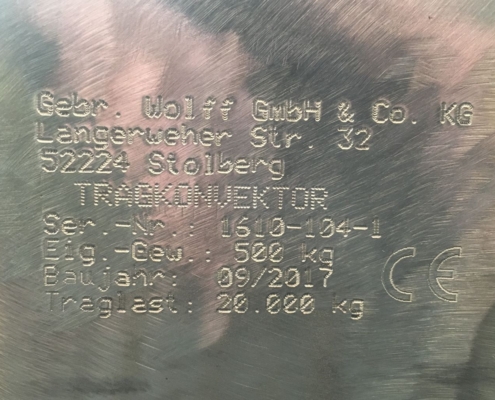 Gebr. Wolff GmbH & Co. KG
Langerweher Str. 32
52224 Stolberg
TRAGKONVEKTOR
Ser.-Nr.: 1610-104-1
Eig.-Gew.: 500 kg
Baujahr: 09/2017
Traglast: 20.000 kg
CE